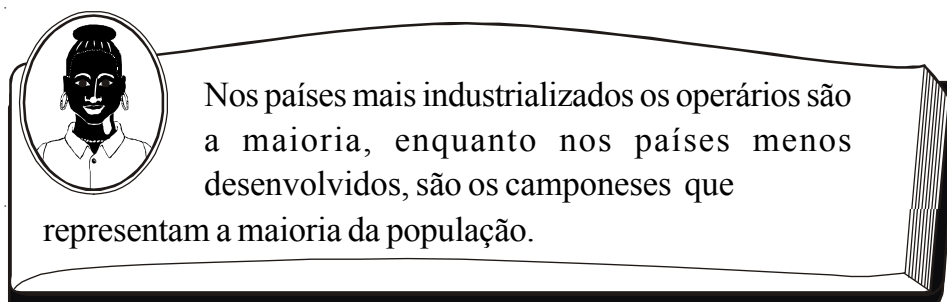 Nos países mais industrializados os operários são
a maioria, enquanto nos países menos
desenvolvidos, são os camponeses que
representam a maioria da população.